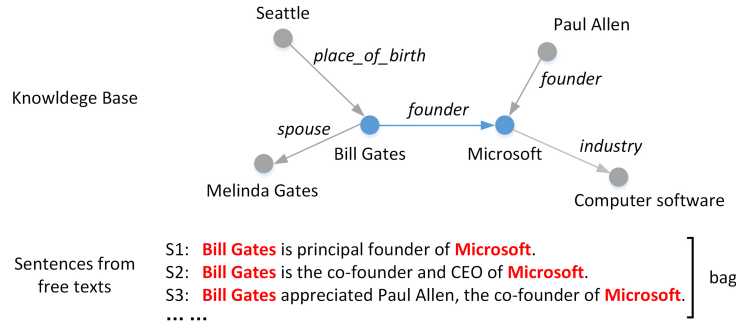 Seattle
Paul Allen
place_of_birth
founder
Knowldege Base
founder
spouse
industry
Bill Gates
Microsoft
Melinda Gates
Computer software
Sentences from
free texts
S1: Bill Gates is principal founder of Microsoft.
S2: Bill Gates is the co-founder and CEO of Microsoft.
S3: Bill Gates appreciated Paul Allen, the co-founder of Microsoft.
... ...
bag